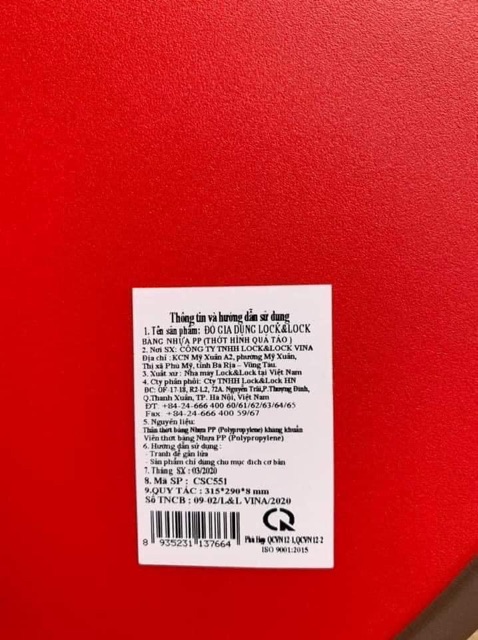 Thông tin và hướng dẫn sử dụng
1. Tên sản phẩm: ĐỒ GIA DỤNG LOCK&LOCK
BẰNG NHỰA PP (THỚT HÌNH QUẢ TÁO )
2. Nơi SX: CÔNG TY TNHH LOCK&LOCK VINA
Địa chỉ : KCN Mỹ Xuân A2, phường Mỹ Xuân,
Thị xã Phú Mỹ, tỉnh Bà Rịa – Vũng Tàu.
3. Xuất xứ : Nhà máy Lock&Lock tại Việt Nam
4. Cty phân phối: Cty TNHH Lock&Lock HN
ĐC: OF-17-18, R2-L2, 72A. Nguyễn Trãi,P.Thượng Đình,
Q.Thanh Xuân, TP. Hà Nội, Việt Nam
ĐT: +84-24-666 400 60/61/62/63/64/65
Fax +84-24-666 400 59/67
5. Nguyên liệu:
Thân thớt bằng Nhựa PP (Polypropylene) kháng khuẩn
Viền thớt bằng Nhựa PP (Polypropylene)
6. Hướng dẫn sử dụng :
- Tránh để gần lửa
- Sản phẩm chỉ dùng cho mục đích cơ bản
7. Tháng SX : 03/2020
8. Mã SP : CSC551
9.QUY TẮC : 315*290*8 mm
Số TNCB : 09-02/L&L VINA/2020
8 935231 137664
Phù Hợp QCVN 12-1,QCVN 12-2
ISO 9001:2015